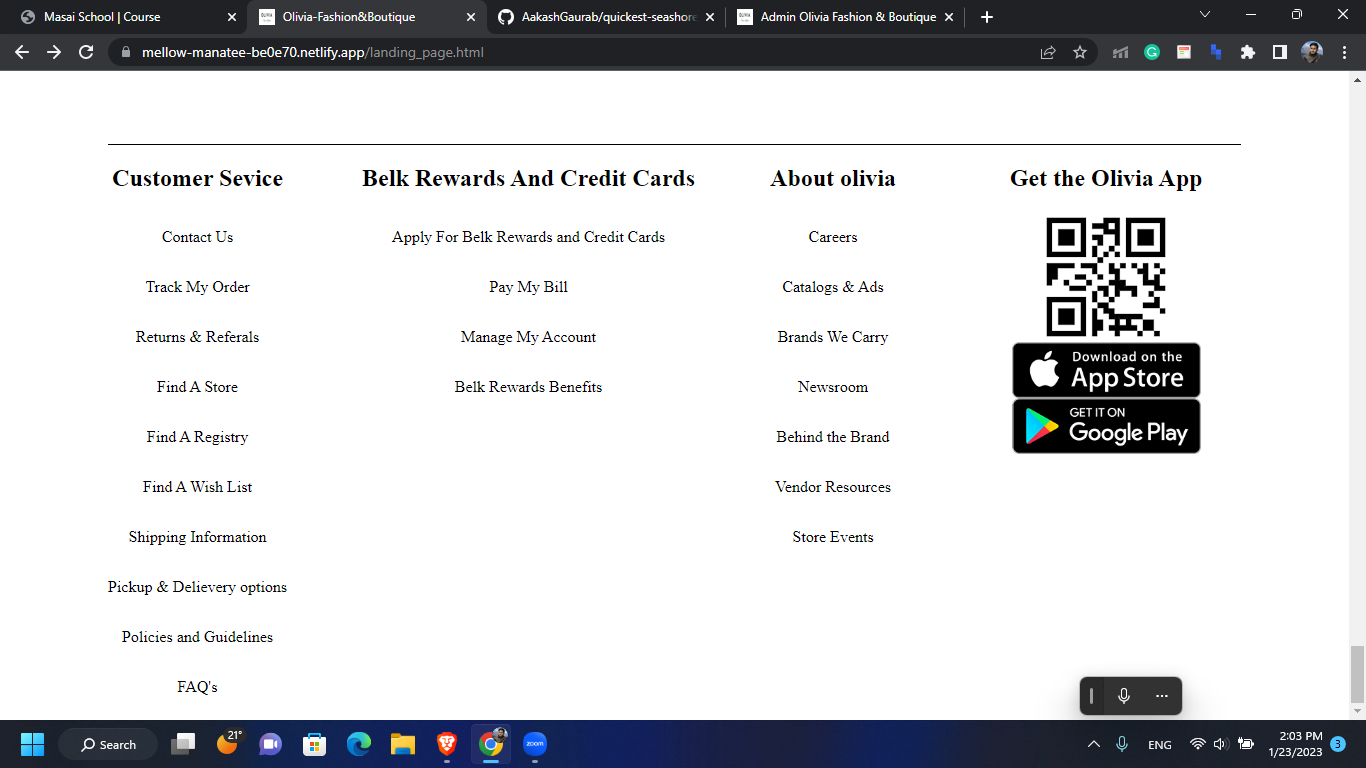 Masai School | Course
Olivia-Fashion&Boutique
AakashGaurab/quickest-seashore
Admin Olivia Fashion & Boutique
mellow-manatee-be0e70.netlify.app/landing_page.html
Customer Sevice
Contact Us
Track My Order
Returns & Referals
Find A Store
Find A Registry
Find A Wish List
Shipping Information
Pickup & Delievery options
Policies and Guidelines
FAQ's
Belk Rewards And Credit Cards
Apply For Belk Rewards and Credit Cards
Pay My Bill
Manage My Account
Belk Rewards Benefits
About olivia
Careers
Catalogs & Ads
Brands We Carry
Newsroom
Behind the Brand
Vendor Resources
Store Events
Get the Olivia App
Download on the
App Store
GET IT ON
Google Play
Search
21°
zoom
ENG
2:03 PM
1/23/2023
3